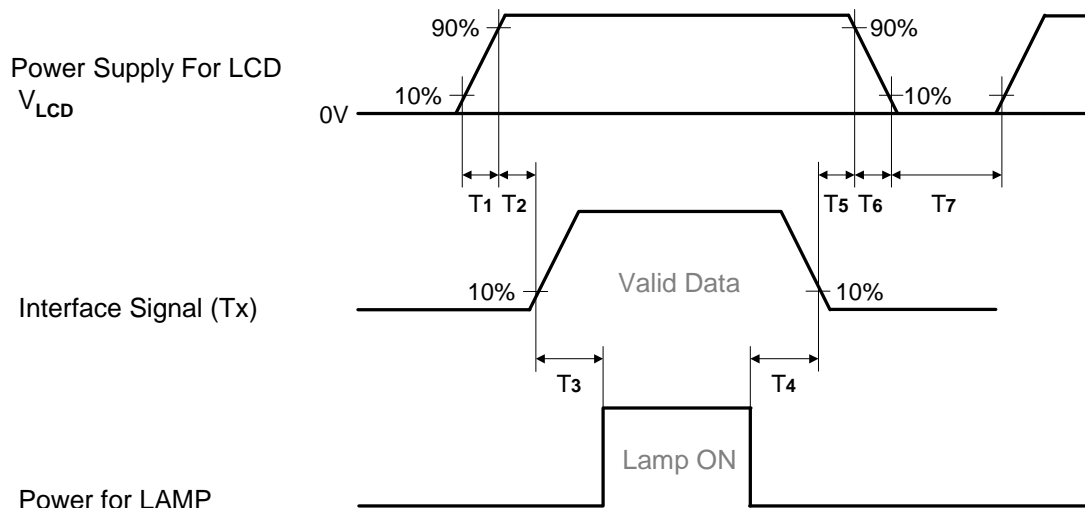 90%
90%
Power Supply For LCD
VLCD
10%
10%
0V
T1 T2
T5 T6 T7
Valid Data
10%
10%
Interface Signal (Tx)
T3
T4
Lamp ON
Power for LAMP